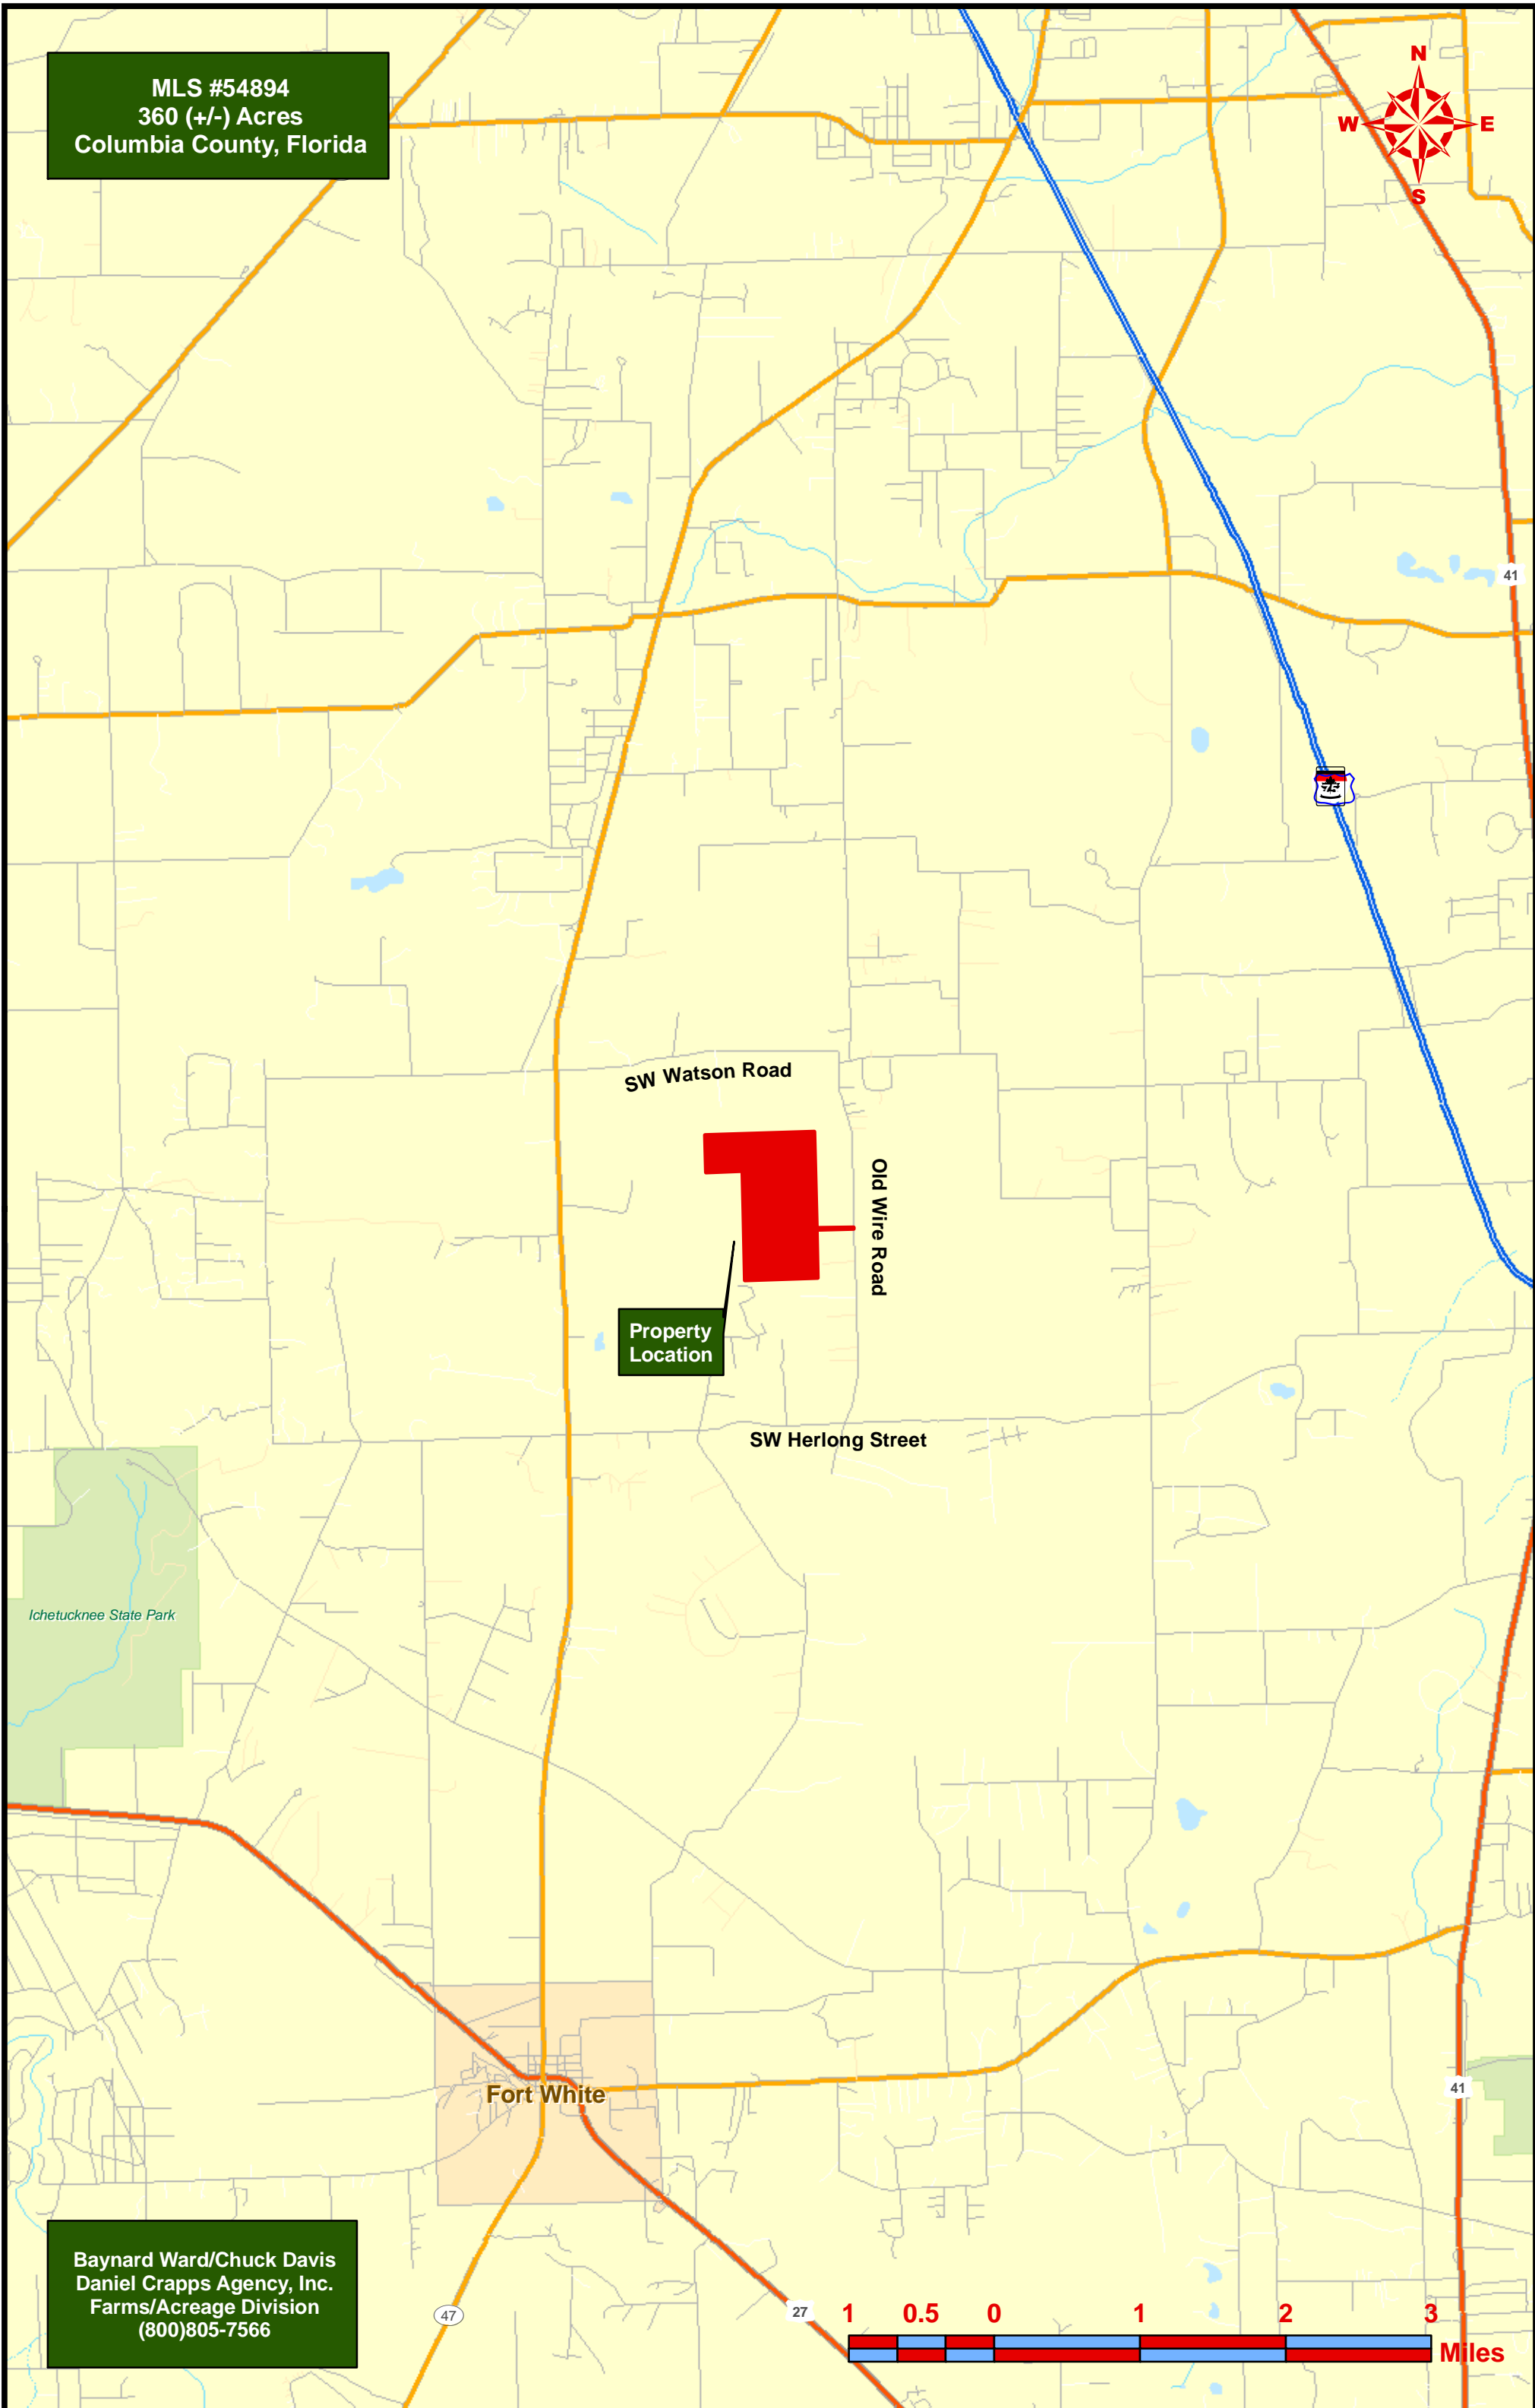 MLS #54894
360 (+/-) Acres
Columbia County, Florida
N
W
E
S
41
SW Watson Road
Old Wire Road
Property
Location
SW Herlong Street
Ichetucknee State Park
Fort White
41
Baynard Ward/Chuck Davis
Daniel Crapps Agency, Inc.
Farms/Acreage Division
(800)805-7566
47
27
1 0.5 0 1 2 3
Miles